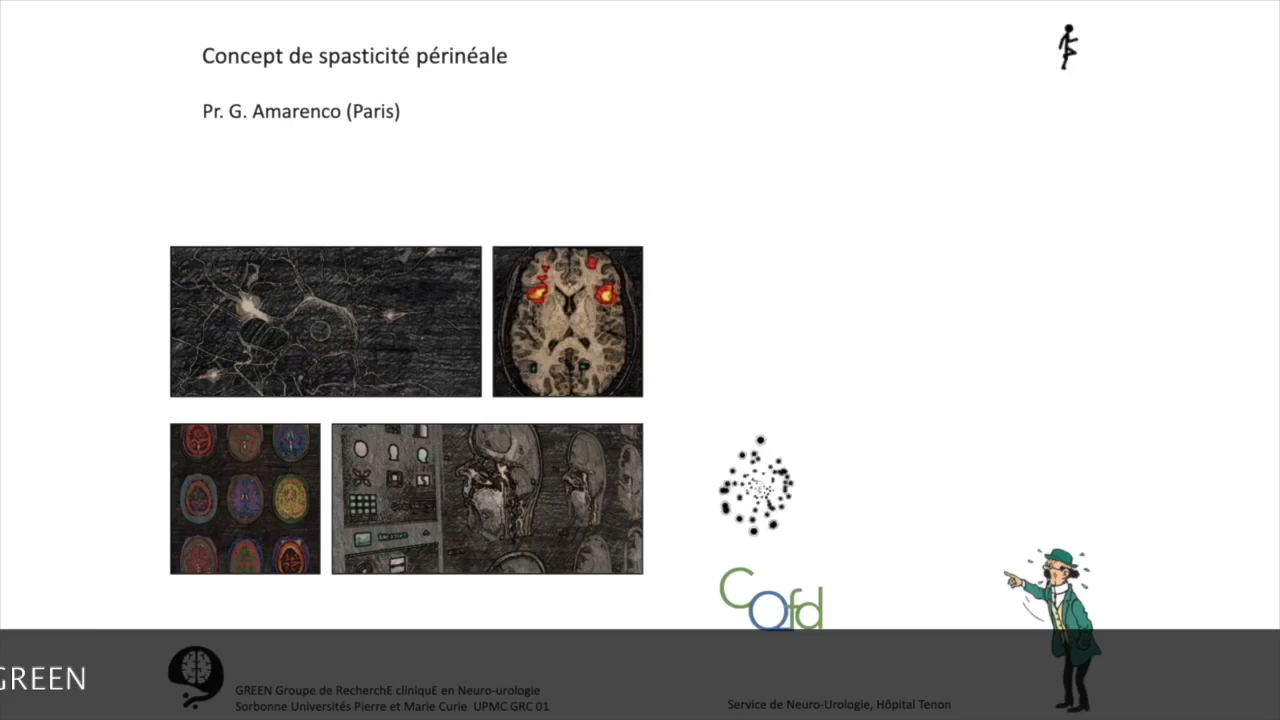 Concept de spasticité périnéale
Pr. G. Amarenco (Paris)
COfd
GREEN
GREEN Groupe de RecherchE cliniquE en Neuro-urologie
Sorbonne Universités Pierre et Marie Curie UPMC GRC 01
Service de Neuro-Urologie, Hôpital Tenon